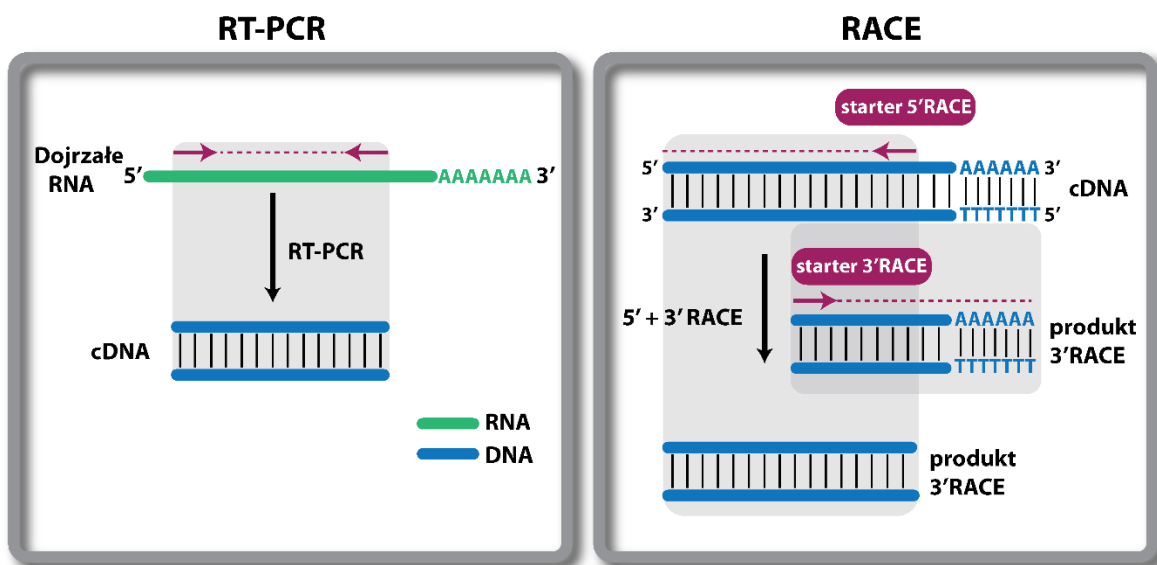 RT-PCR
Dojrzałe
RNA
5′
AAAAAAA 3′
RT-PCR
cDNA
RNA
DNA
RACE
starter 5′RACE
5′
AAAAAA 3′
cDNA
3′
TTTTTTT 5′
starter 3′RACE
5′ + 3′ RACE
AAAAAA
TTTTTTT
produkt
3′RACE
produkt
3′RACE